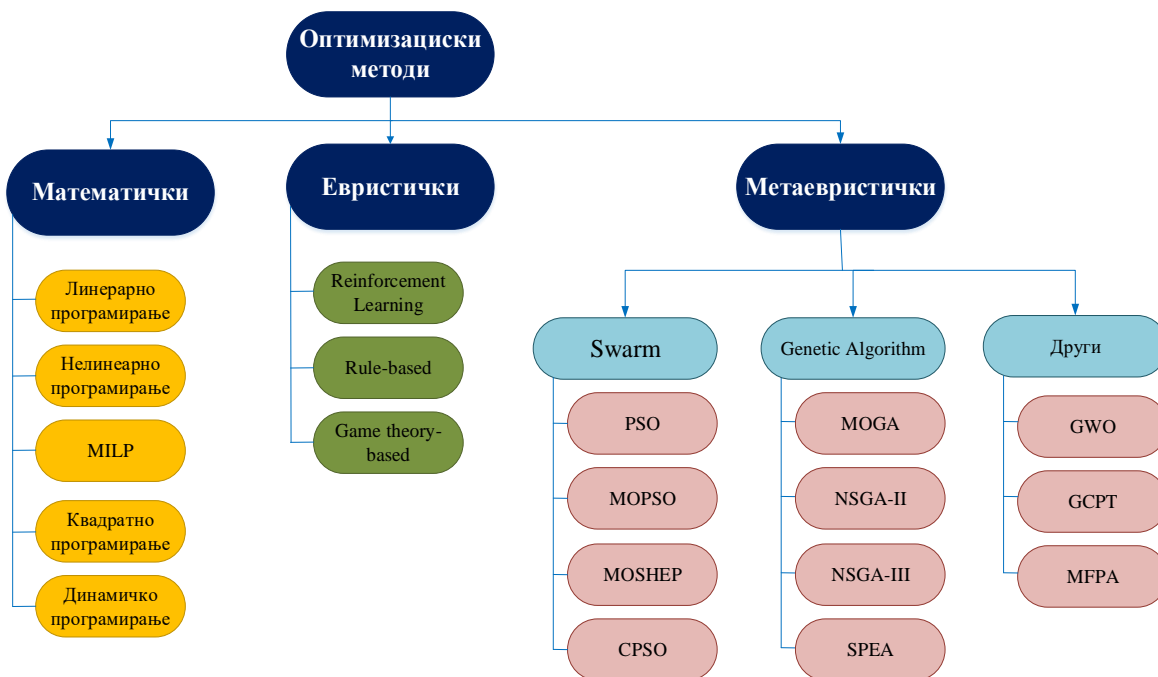 Оптимизациски
методи
Математички
Евристички
Метаевристички
Линерарно
програмирање
Нелинеарно
програмирање
MILP
Квадратно
програмирање
Динамичко
програмирање
Reinforcement
Learning
Rule-based
Game theory-
based
Swarm
PSO
MOPSO
MOSHEP
CPSO
Genetic Algorithm
MOGA
NSGA-II
NSGA-III
SPEA
Други
GWO
GCPT
MFPA